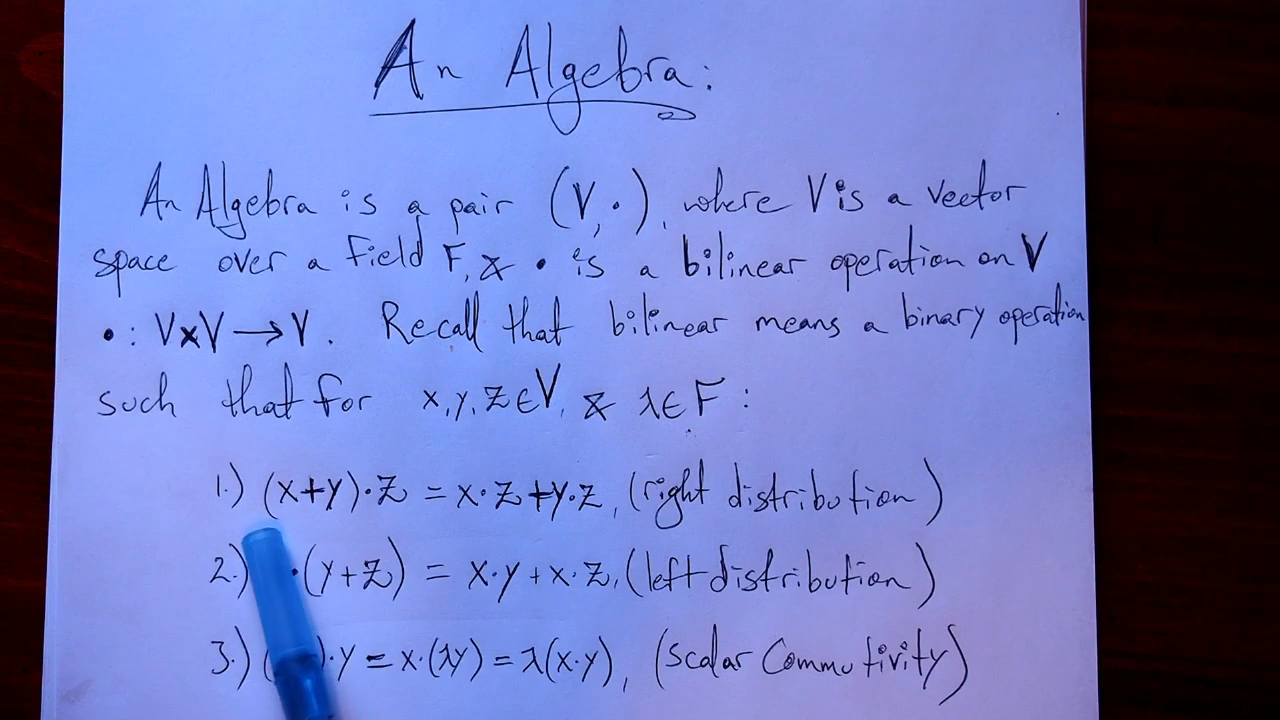 An Algebra:
An Algebra is a pair (V, •), where V is a vector
space over a field F, & • is a bilinear operation on V
• : V×V → V. Recall that bilinear means a binary operation
such that for x, y, z ∈ V, & λ ∈ F :
1.) (x+y)·z = x·z + y·z, (right distribution)
2.) ·(y+z) = x·y + x·z, (left distribution)
3.) ( )·y = x·(λy) = λ(x·y), (scalar Commutivity)